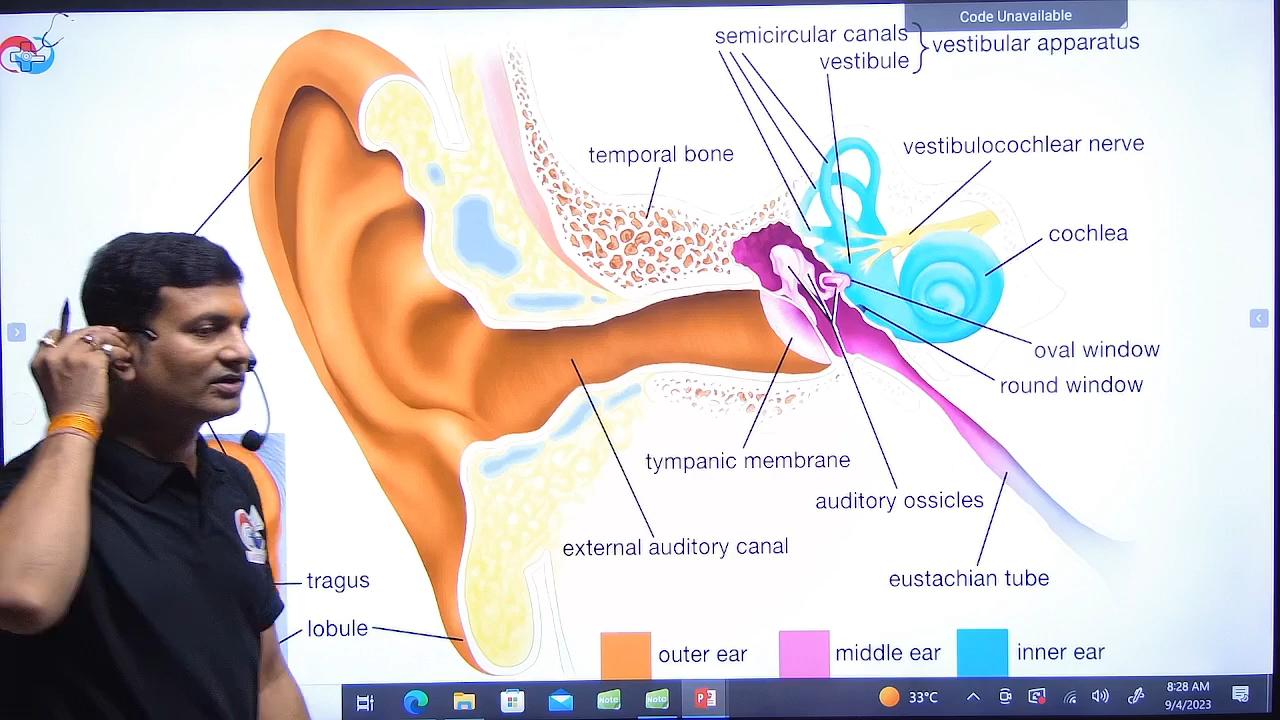 Code Unavailable
semicircular canals
vestibule
vestibular apparatus
temporal bone
vestibulocochlear nerve
cochlea
oval window
round window
tympanic membrane
auditory ossicles
external auditory canal
eustachian tube
tragus
lobule
outer ear
middle ear
inner ear
Note
Note
33°C
8:28 AM
9/4/2023